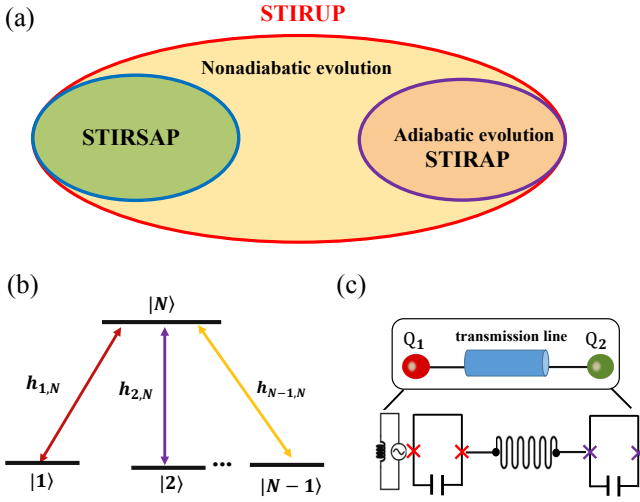 (a)
STIRUP
Nonadiabatic evolution
STIRSAP
Adiabatic evolution
STIRAP
(b)
|N⟩
h₁,N
h₂,N
hN−1,N
|1⟩
|2⟩
...
|N − 1⟩
(c)
Q₁
transmission line
Q₂